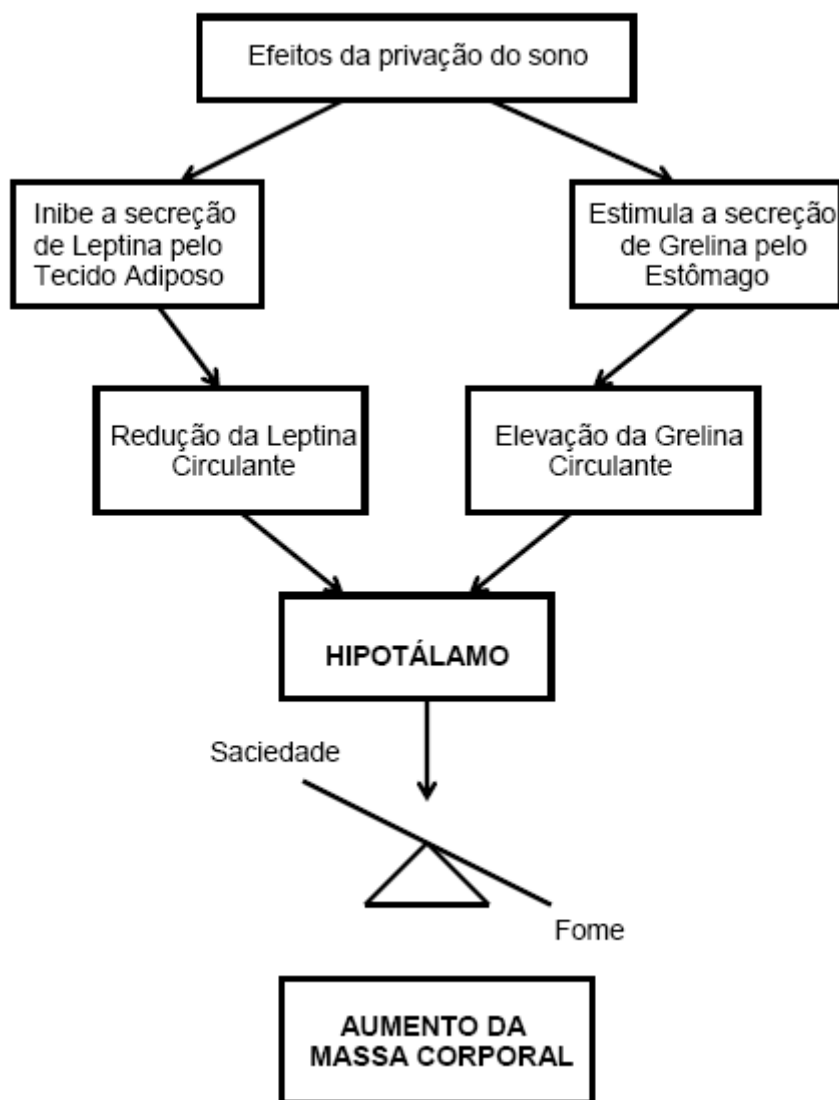 Efeitos da privação do sono
Inibe a secreção
de Leptina pelo
Tecido Adiposo
Estimula a secreção
de Grelina pelo
Estômago
Redução da Leptina
Circulante
Elevação da Grelina
Circulante
HIPOTÁLAMO
Saciedade
Fome
AUMENTO DA
MASSA CORPORAL